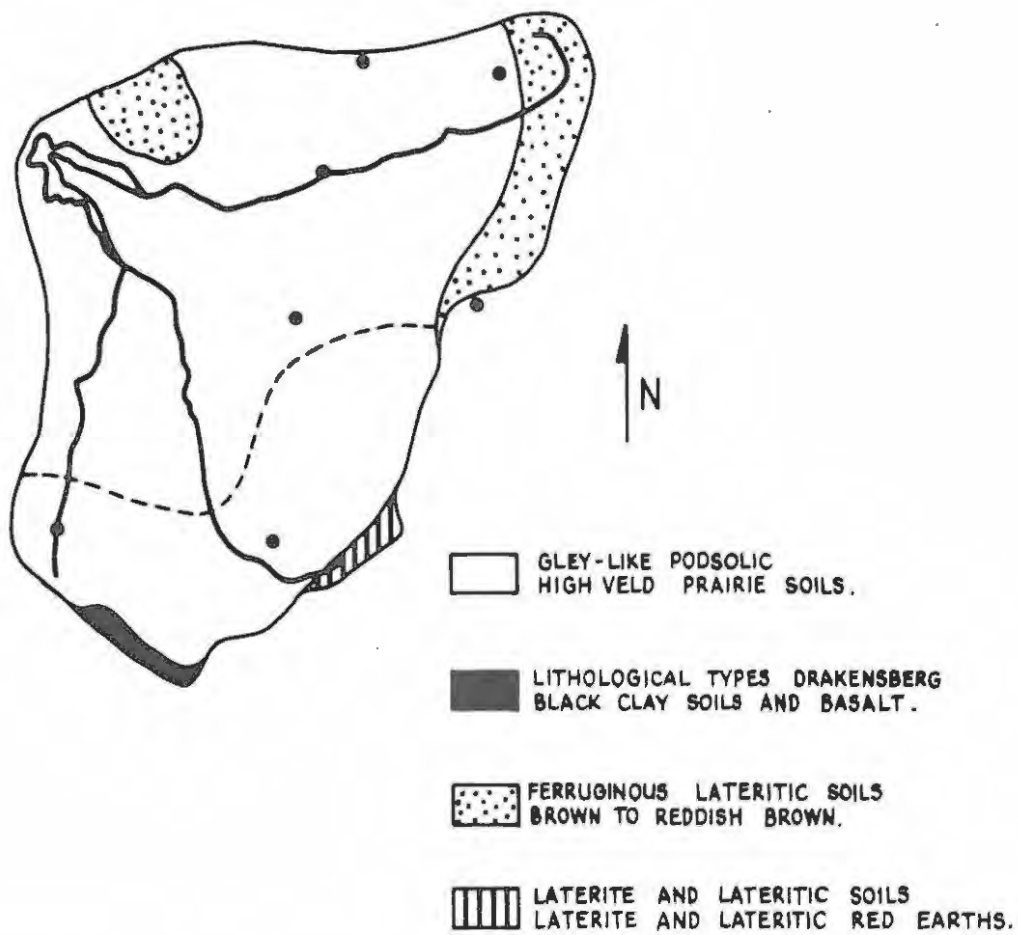 N
GLEY-LIKE PODSOLIC
HIGH VELD PRAIRIE SOILS.
LITHOLOGICAL TYPES DRAKENSBERG
BLACK CLAY SOILS AND BASALT.
FERRUGINOUS LATERITIC SOILS
BROWN TO REDDISH BROWN.
LATERITE AND LATERITIC SOILS
LATERITE AND LATERITIC RED EARTHS.